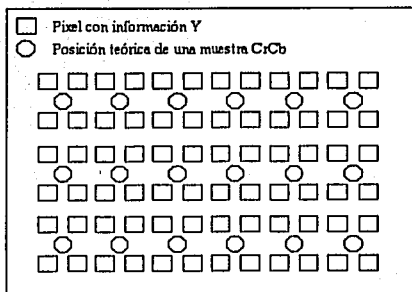 Pixel con información Y
Posición teórica de una muestra CrCb